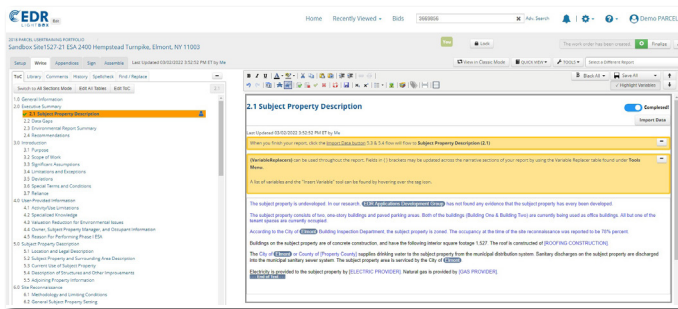 EDR
LIGHTBOX
Home Recently Viewed Bids 3669806 Adv. Search Demo PARCEL
2018 PARCEL USERTRAINING PORTFOLIO
Sandbox Site1527-21 ESA 2400 Hempstead Turnpike, Elmont, NY 11003
Lock
The work order has been created.
Finalize
Setup Write Appendices Sign Assemble Last Updated 03/02/2022 3:52:52 PM ET by Me
View in Classic Mode QUICK VIEW TOOLS Select a Different Report
ToC Library Comments History Spellcheck Find / Replace
Switch to All Sections Mode Edit All Tables Edit ToC 2.1
B Black All Save All
Highlight Variables
1.0 General Information
2.0 Executive Summary
2.1 Subject Property Description
2.2 Data Gaps
2.3 Environmental Report Summary
2.4 Recommendations
3.0 Introduction
3.1 Purpose
3.2 Scope of Work
3.3 Significant Assumptions
3.4 Limitations and Exceptions
3.5 Deviations
3.6 Special Terms and Conditions
3.7 Reliance
4.0 User-Provided Information
4.1 Activity/Use Limitations
4.2 Specialized Knowledge
4.3 Valuation Reduction for Environmental Issues
4.4 Owner, Subject Property Manager, and Occupant Information
4.5 Reason For Performing Phase I ESA
5.0 Subject Property Description
5.1 Location and Legal Description
5.2 Subject Property and Surrounding Area Description
5.3 Current Use of Subject Property
5.4 Description of Structures and Other Improvements
5.5 Adjoining Property Information
6.0 Site Reconnaissance
6.1 Methodology and Limiting Conditions
6.2 General Subject Property Setting
2.1 Subject Property Description
Completed!
Import Data
Last Updated 03/02/2022 3:52:52 PM ET by Me
When you finish your report, click the Import Data button 5.3 & 5.4 flow will flow to Subject Property Description (2.1)
{VariableReplacers} can be used throughout the report. Fields in { } brackets may be updated across the narrative sections of your report by using the Variable Replacer table found under Tools
Menu.
A list of variables and the "Insert Variable" tool can be found by hovering over the tag icon.
The subject property is undeveloped. In our research, EDR Applications Development Group has not found any evidence that the subject property has every been developed.
The subject property consists of two, one-story buildings and paved parking areas. Both of the buildings (Building One & Building Two) are currently being used as office buildings. All but one of the
tenant spaces are currently occupied.
According to the City of Closed Building Inspection Department, the subject property is zoned. The occupancy at the time of the site reconnaissance was reported to be 70% percent.
Buildings on the subject property are of concrete construction, and have the following interior square footage 1,527. The roof is constructed of [ROOFING CONSTRUCTION]
The City of Closed or County of [Property County] supplies drinking water to the subject property from the municipal distribution system. Sanitary discharges on the subject property are discharged
into the municipal sanitary sewer system. The subject property area is serviced by the City of Closed.
Electricity is provided to the subject property by [ELECTRIC PROVIDER]. Natural gas is provided by [GAS PROVIDER].
End of Text